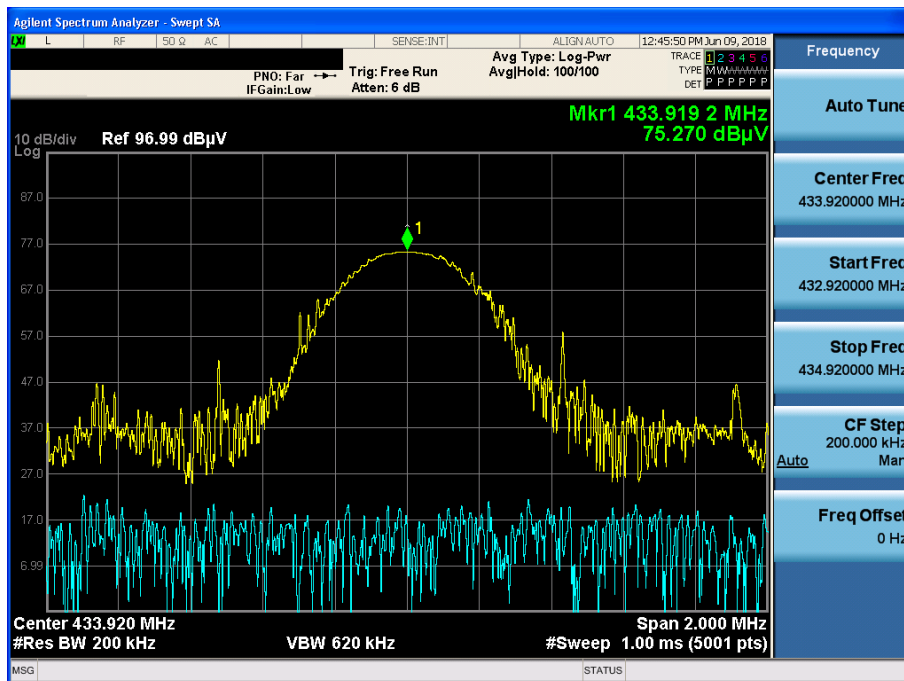 Agilent Spectrum Analyzer - Swept SA
LXI L RF 50 Ω AC SENSE:INT ALIGN AUTO 12:45:50 PM Jun 09, 2018
PNO: Far
IFGain:Low
Trig: Free Run
Atten: 6 dB
Avg Type: Log-Pwr
Avg|Hold: 100/100
TRACE 1 2 3 4 5 6
TYPE M W W W W W
DET P P P P P P
Mkr1 433.919 2 MHz
75.270 dBµV
10 dB/div Ref 96.99 dBµV
Log
87.0
77.0
67.0
57.0
47.0
37.0
27.0
17.0
6.99
1
Center 433.920 MHz Span 2.000 MHz
#Res BW 200 kHz VBW 620 kHz #Sweep 1.00 ms (5001 pts)
MSG STATUS
Frequency
Auto Tune
Center Freq
433.920000 MHz
Start Freq
432.920000 MHz
Stop Freq
434.920000 MHz
CF Step
200.000 kHz
Auto Man
Freq Offset
0 Hz